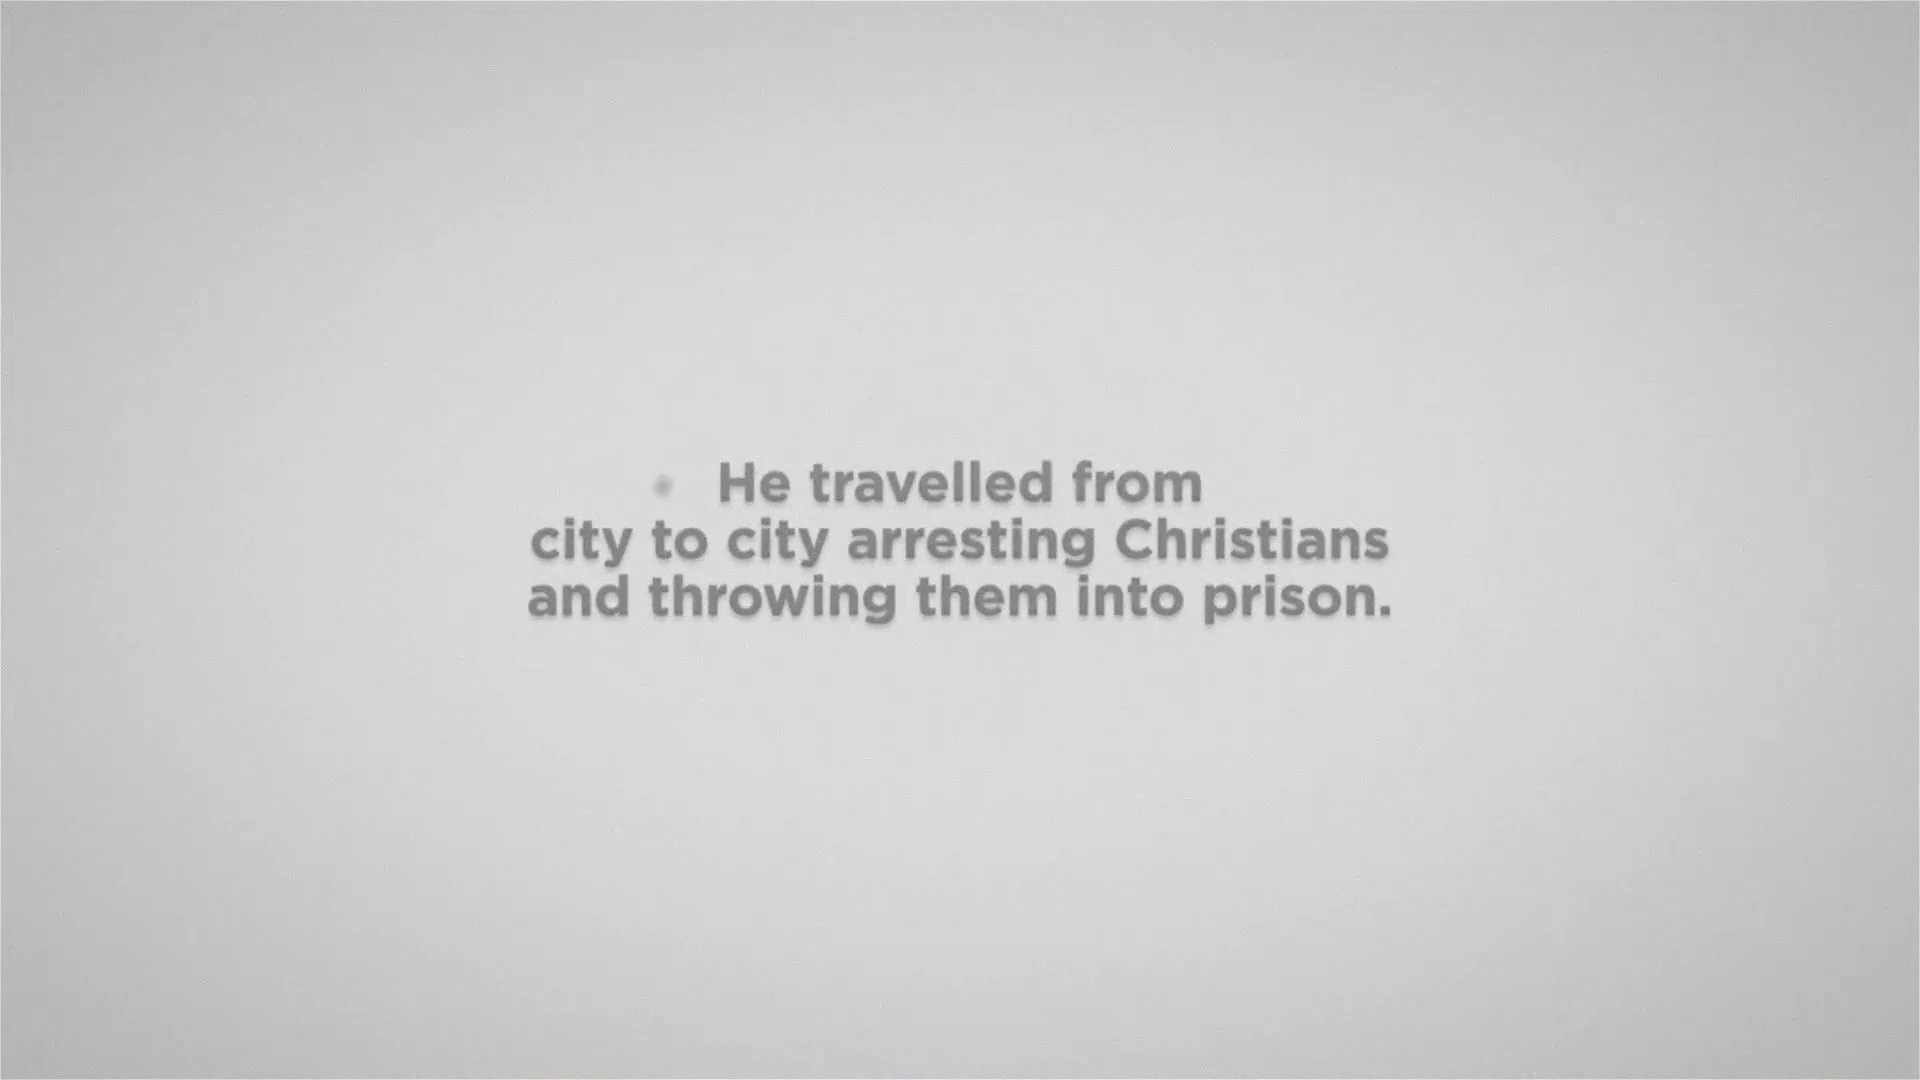 He travelled from
city to city arresting Christians
and throwing them into prison.